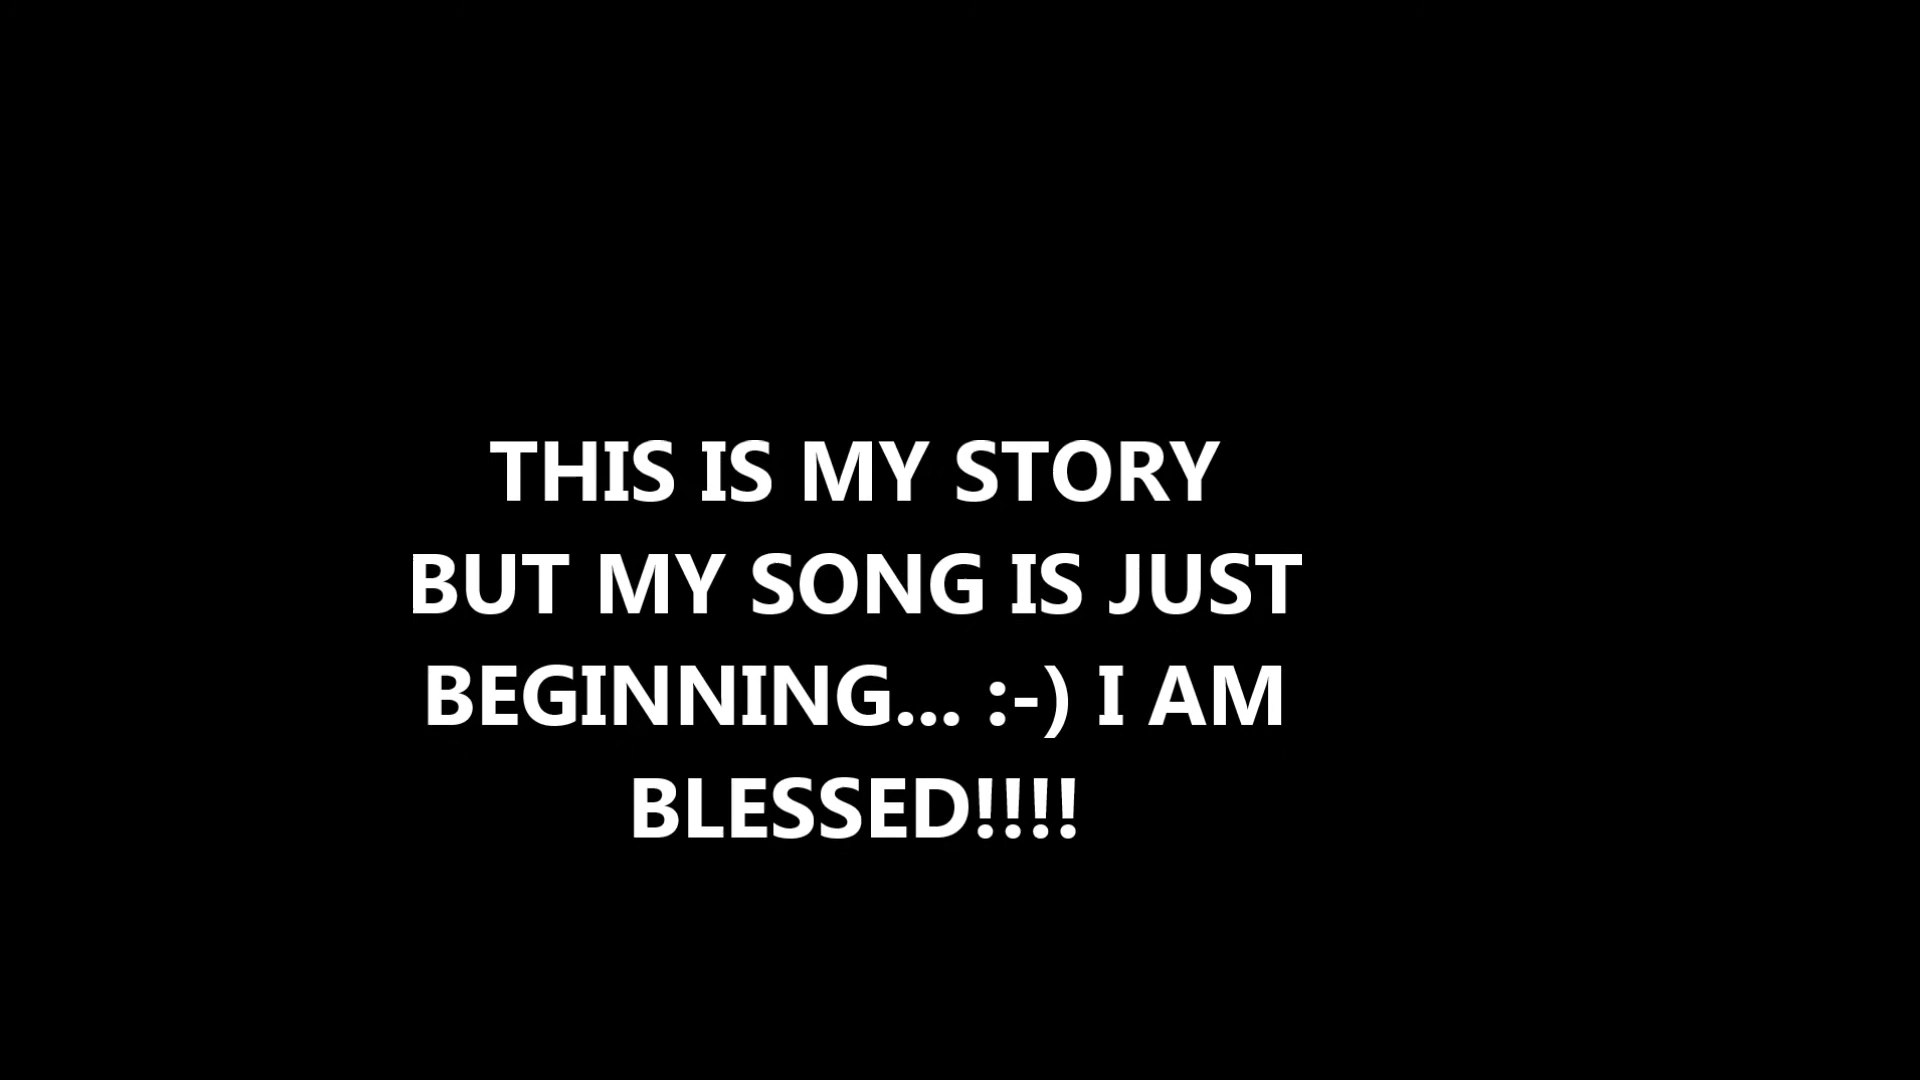 THIS IS MY STORY
BUT MY SONG IS JUST
BEGINNING... :-) I AM
BLESSED!!!!